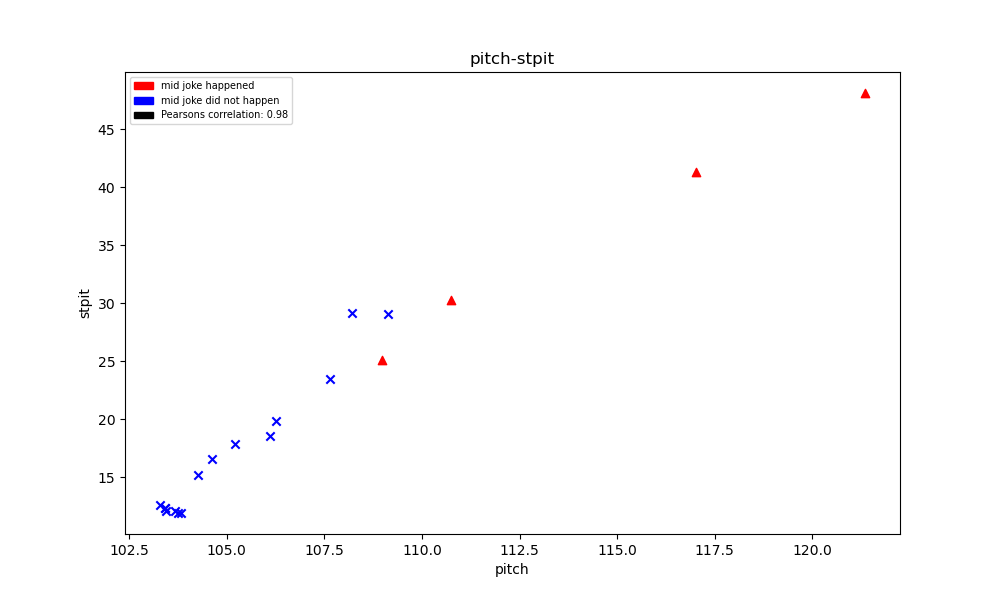 pitch-stpit
mid joke happened
mid joke did not happen
Pearsons correlation: 0.98
45
40
35
30
25
20
15
stpit
102.5 105.0 107.5 110.0 112.5 115.0 117.5 120.0
pitch